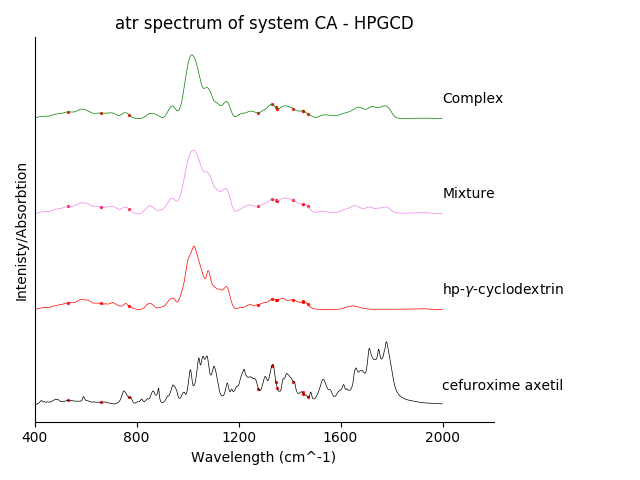 atr spectrum of system CA - HPGCD
Complex
Mixture
hp-γ-cyclodextrin
cefuroxime axetil
Intenisty/Absorbtion
400 800 1200 1600 2000
Wavelength (cm^-1)